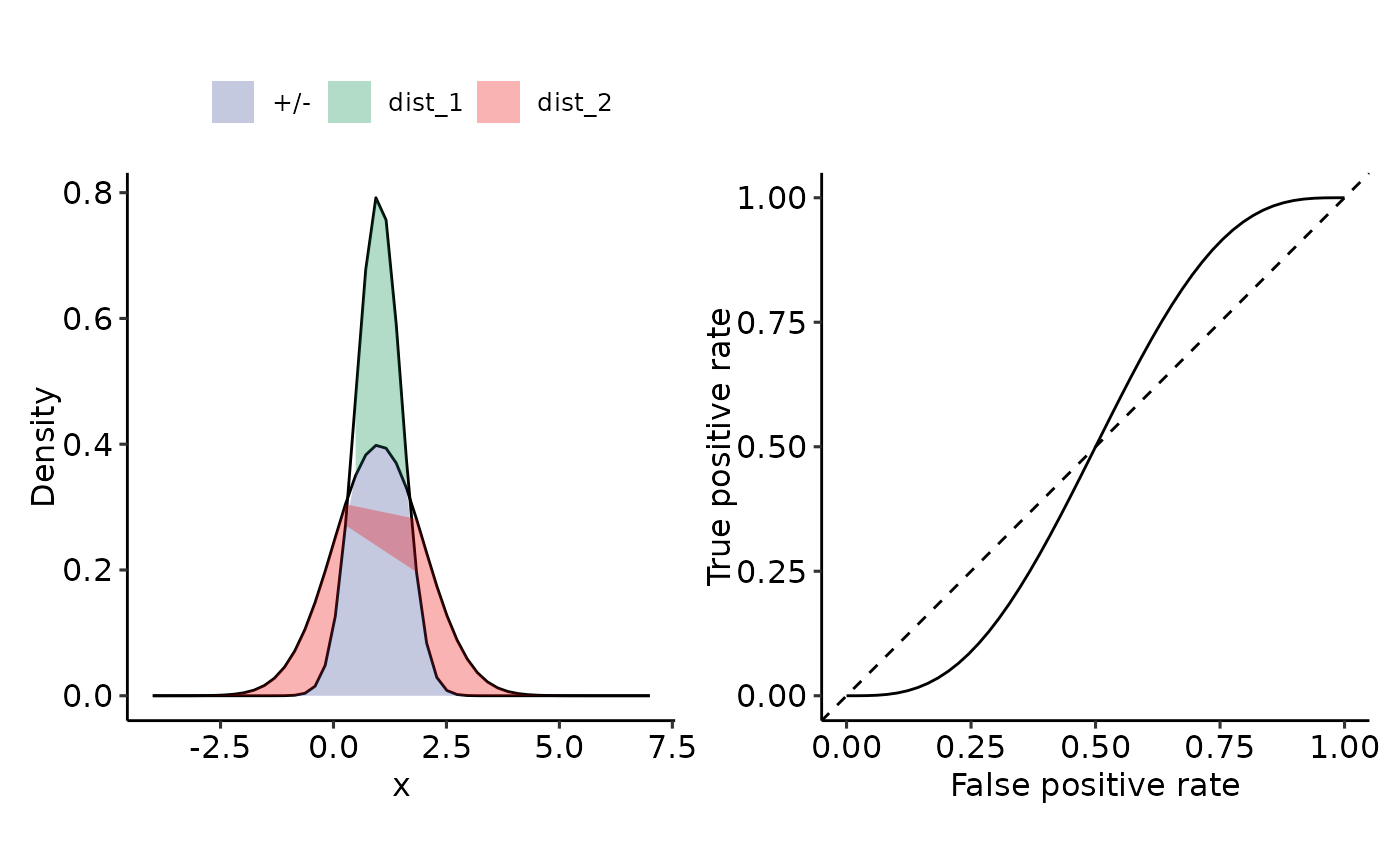 +/- dist_1 dist_2
Density
0.8
0.6
0.4
0.2
0.0
-2.5 0.0 2.5 5.0 7.5
x
True positive rate
1.00
0.75
0.50
0.25
0.00
0.00 0.25 0.50 0.75 1.00
False positive rate